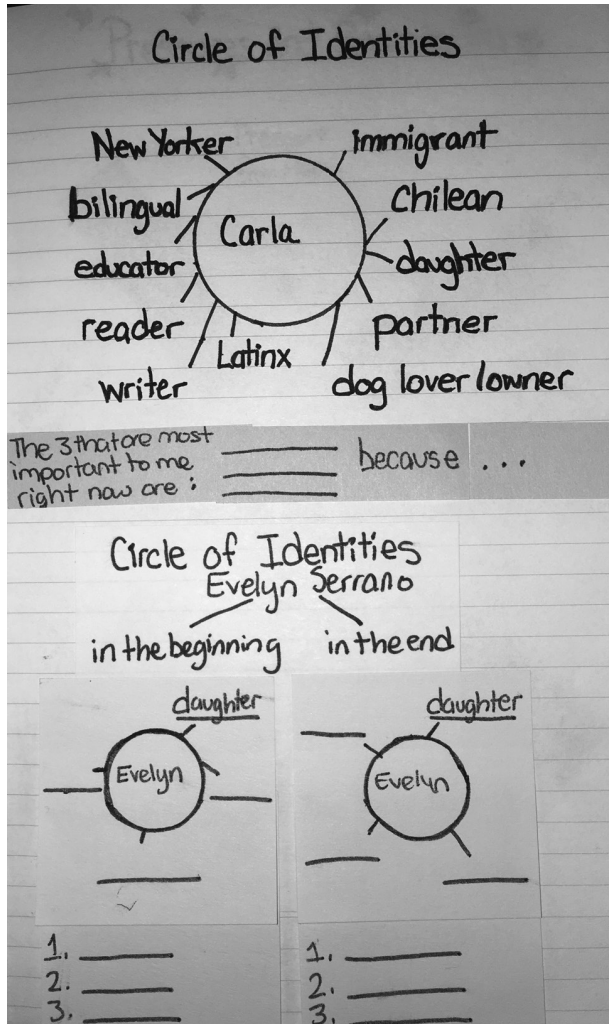 Circle of Identities
New Yorker
immigrant
bilingual
Chilean
Carla
educator
daughter
reader
partner
Latinx
writer
dog lover/owner
The 3 that are most
important to me
right now are:
because ...
Circle of Identities
Evelyn Serrano
in the beginning
in the end
daughter
daughter
Evelyn
Evelyn
1.
2.
3.
1.
2.
3.